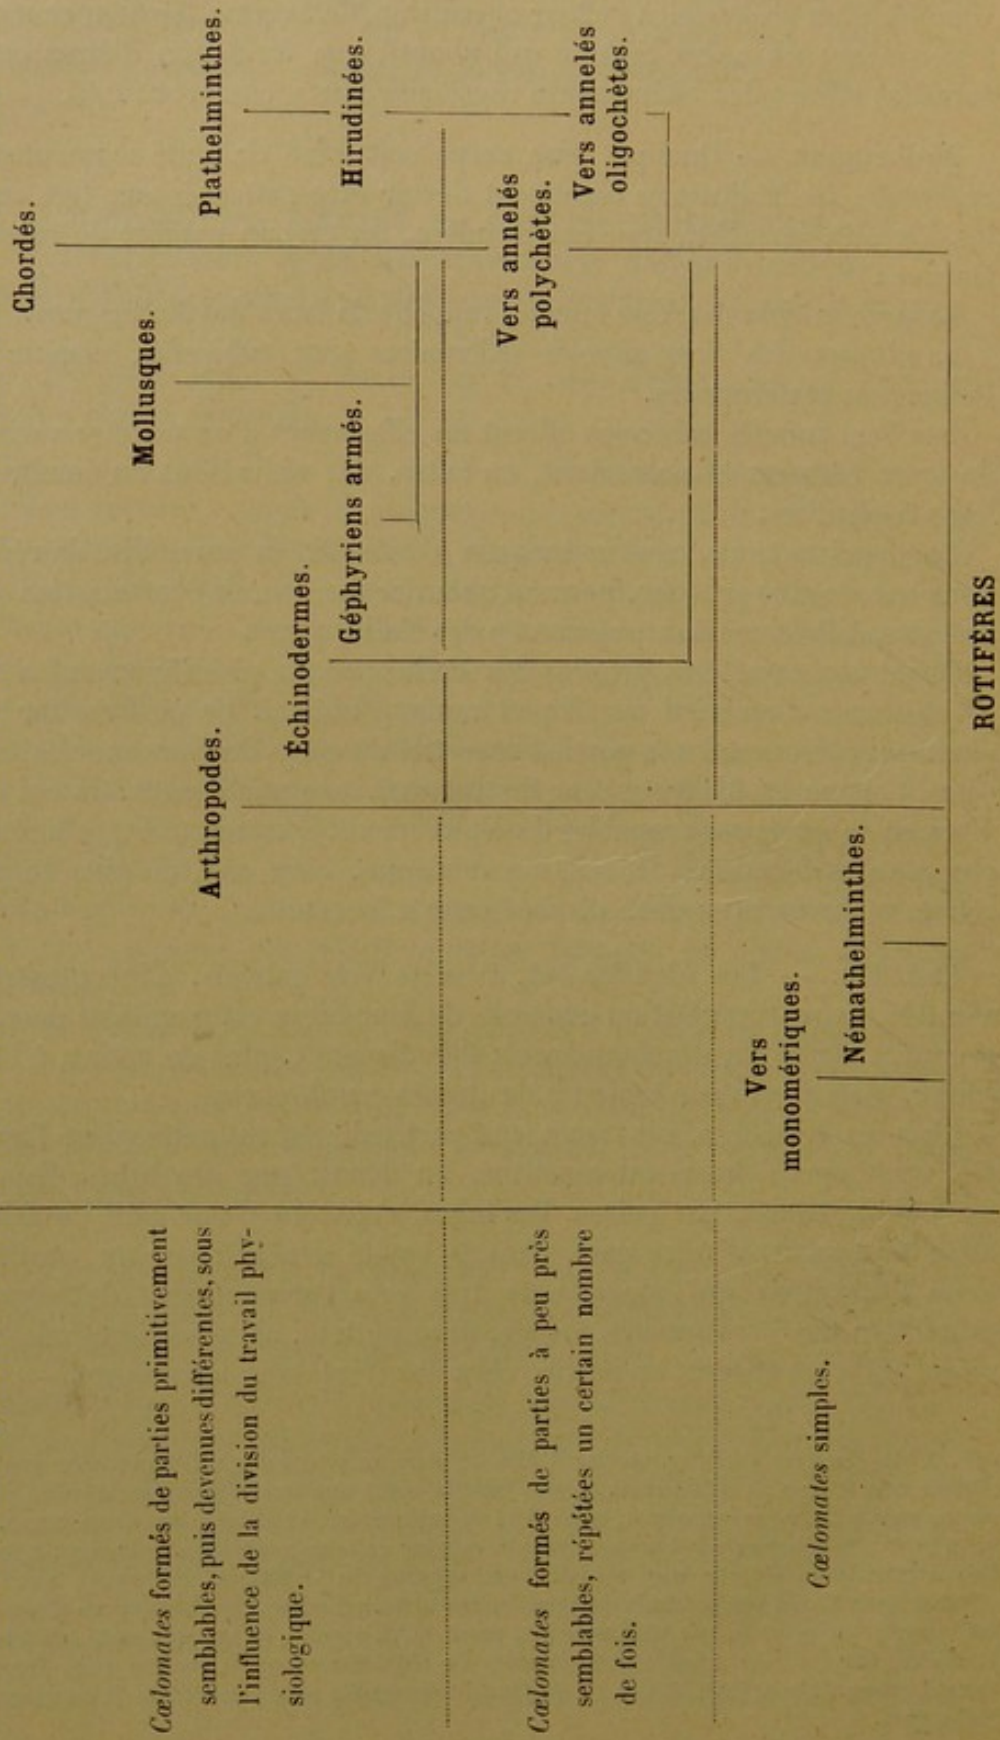 Cœlomates formés de parties primitivement
semblables, puis devenues différentes, sous
l'influence de la division du travail phy-
siologique.
Cœlomates formés de parties à peu près
semblables, répétées un certain nombre
de fois.
Cœlomates simples.
Chordés.
Mollusques.
Plathelminthes.
Arthropodes.
Échinodermes.
Géphyriens armés.
Hirudinées.
Vers annelés
polychètes.
Vers annelés
oligochètes.
Vers
monomériques.
Némathelminthes.
ROTIFÈRES